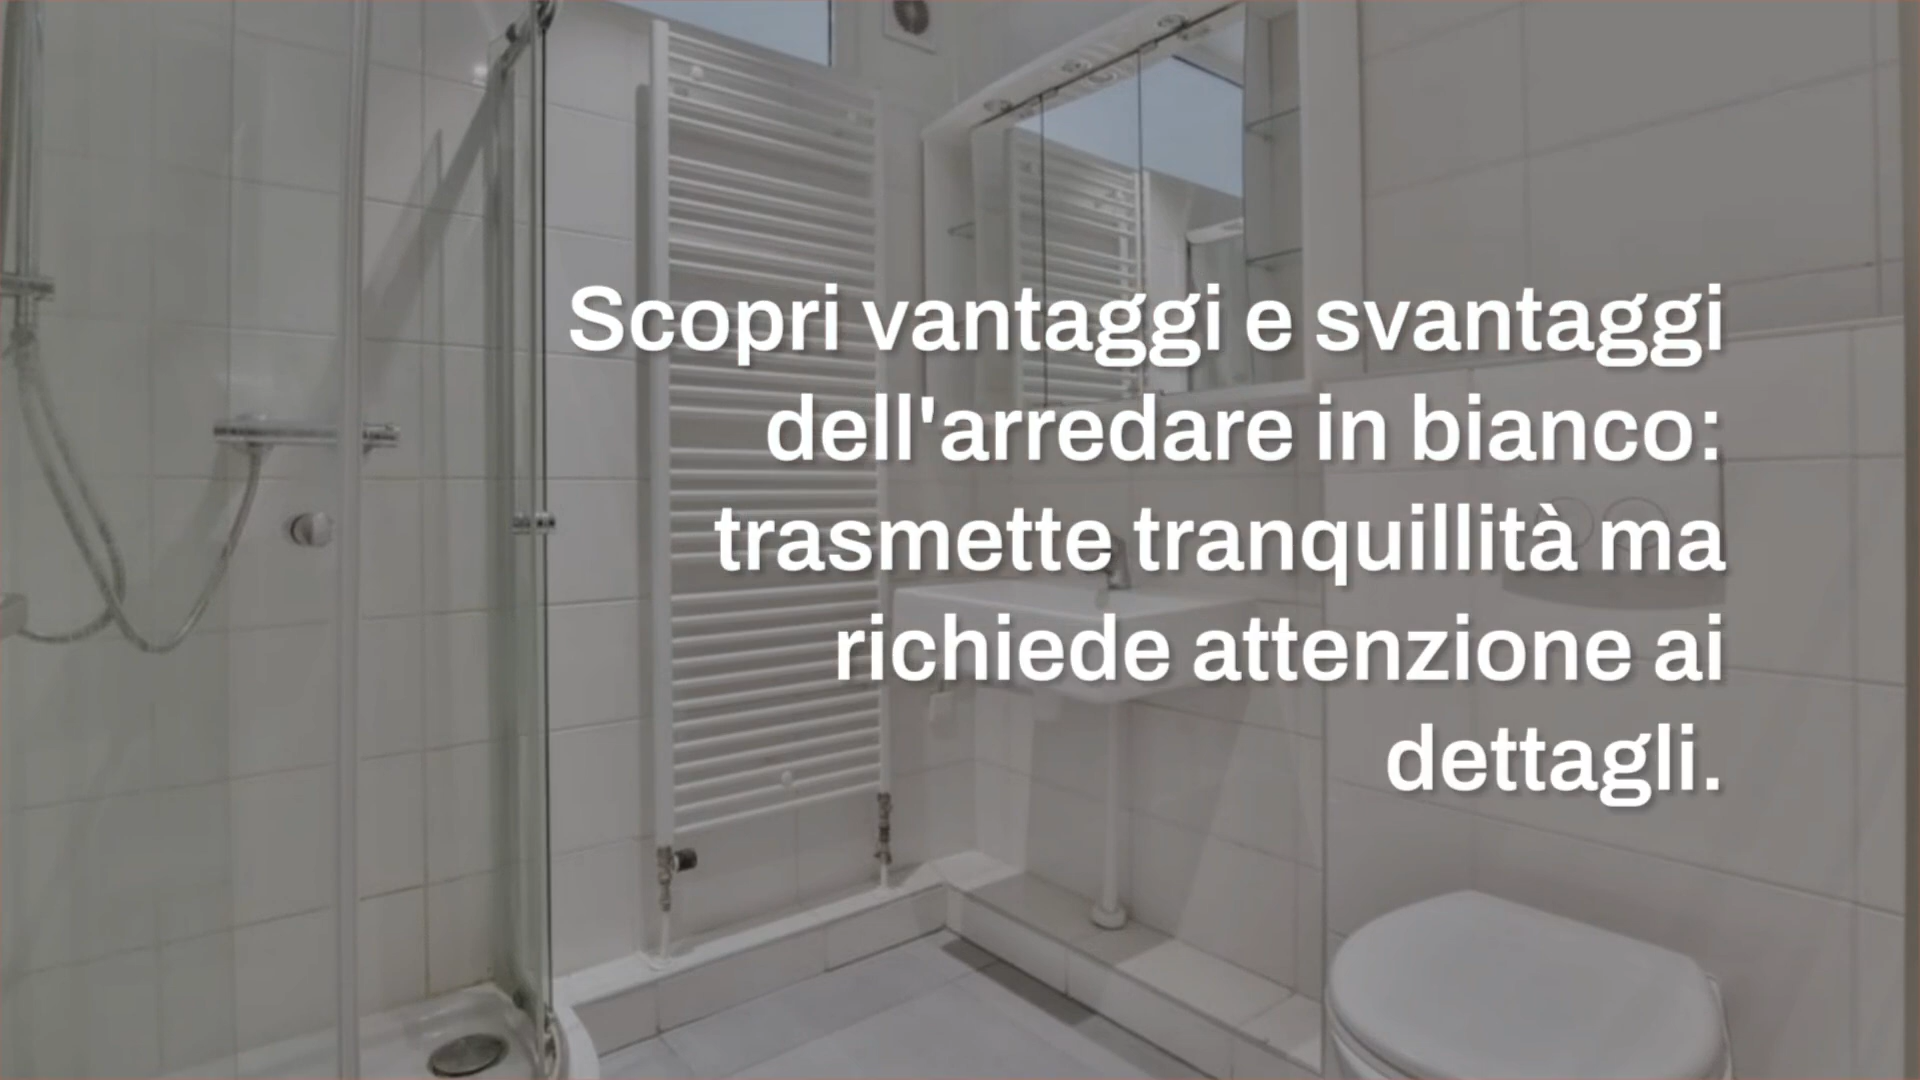 Scopri vantaggi e svantaggi
dell'arredare in bianco:
trasmette tranquillità ma
richiede attenzione ai
dettagli.